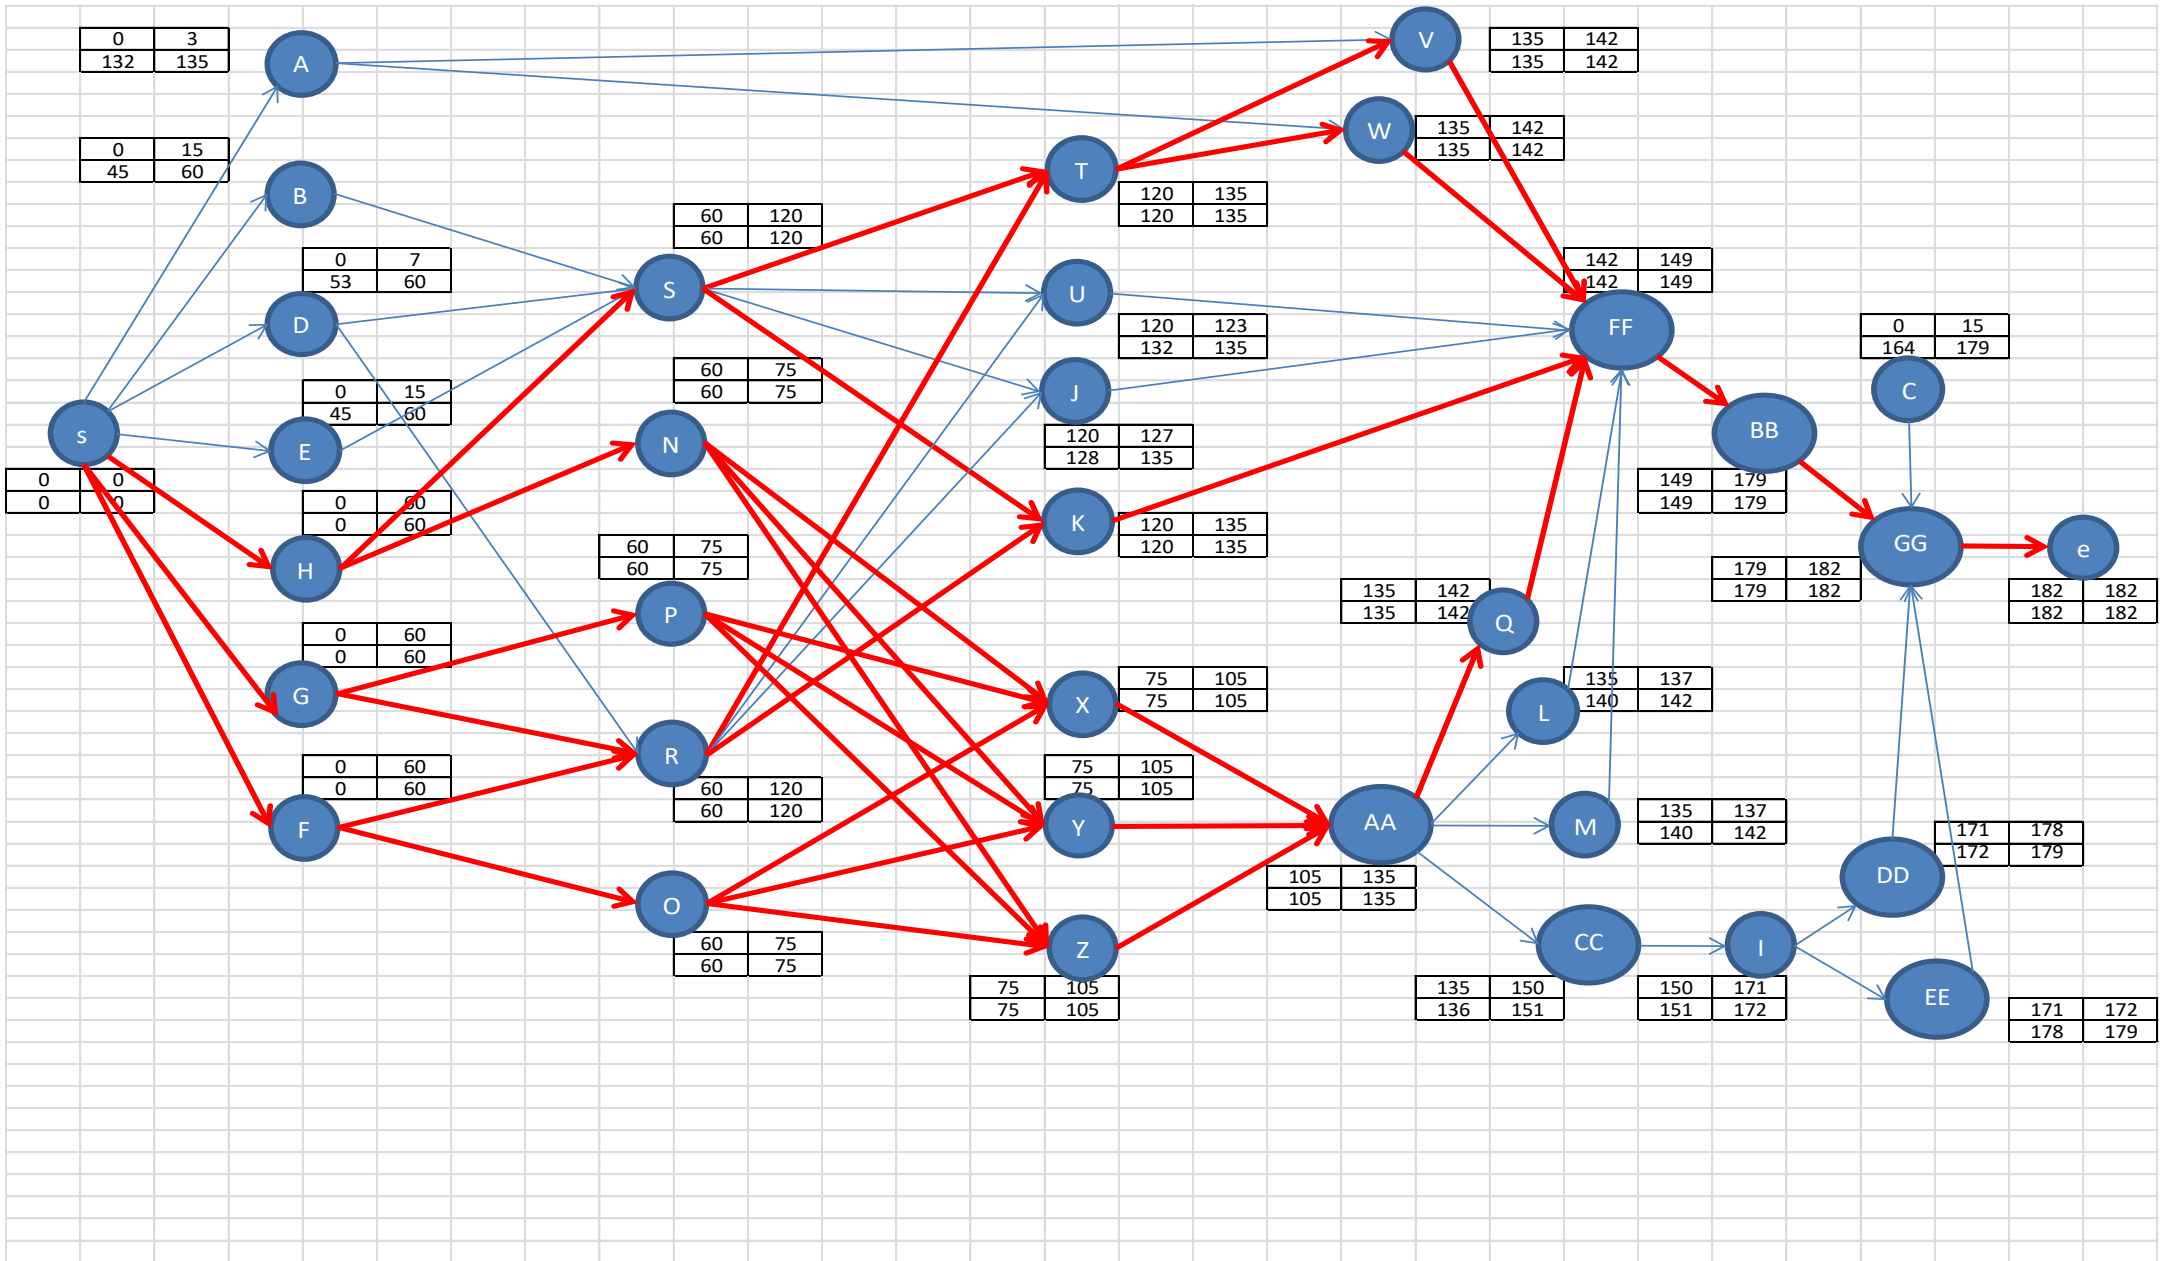 0 3
132 135
A
V
135 142
135 142
W
135 142
135 142
0 15
45 60
B
T
120 135
120 135
60 120
60 120
0 7
53 60
S
U
142 149
142 149
D
FF
120 123
132 135
0 15
164 179
60 75
60 75
0 15
45 60
J
C
s
E
N
120 127
128 135
BB
0 0
0 0
149 179
149 179
0 60
0 60
K
120 135
120 135
H
60 75
60 75
GG
e
179 182
179 182
182 182
182 182
P
135 142
135 142
Q
0 60
0 60
G
X
75 105
75 105
L
135 137
140 142
R
0 60
0 60
75 105
75 105
60 120
60 120
F
Y
AA
M
135 137
140 142
171 178
172 179
DD
105 135
105 135
O
60 75
60 75
Z
CC
I
75 105
75 105
135 150
136 151
150 171
151 172
EE
171 172
178 179